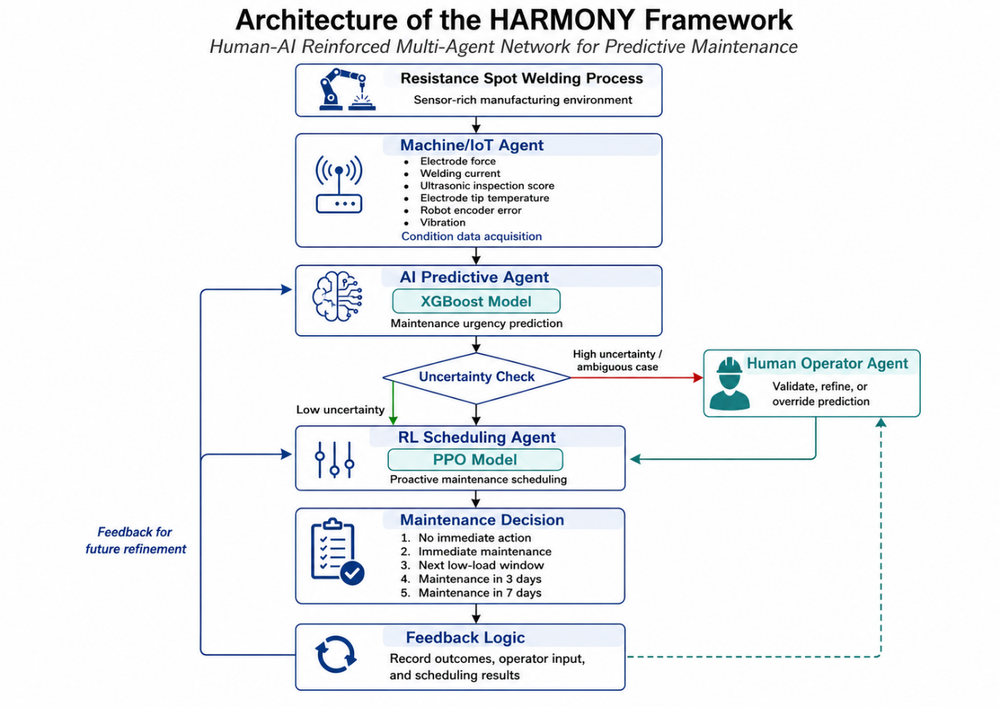 Architecture of the HARMONY Framework
Human-AI Reinforced Multi-Agent Network for Predictive Maintenance
Resistance Spot Welding Process
Sensor-rich manufacturing environment
Machine/IoT Agent
• Electrode force
• Welding current
• Ultrasonic inspection score
• Electrode tip temperature
• Robot encoder error
• Vibration
Condition data acquisition
AI Predictive Agent
XGBoost Model
Maintenance urgency prediction
Uncertainty Check
High uncertainty /
ambiguous case
Human Operator Agent
Validate, refine, or
override prediction
Low uncertainty
RL Scheduling Agent
PPO Model
Proactive maintenance scheduling
Maintenance Decision
1. No immediate action
2. Immediate maintenance
3. Next low-load window
4. Maintenance in 3 days
5. Maintenance in 7 days
Feedback for
future refinement
Feedback Logic
Record outcomes, operator input,
and scheduling results